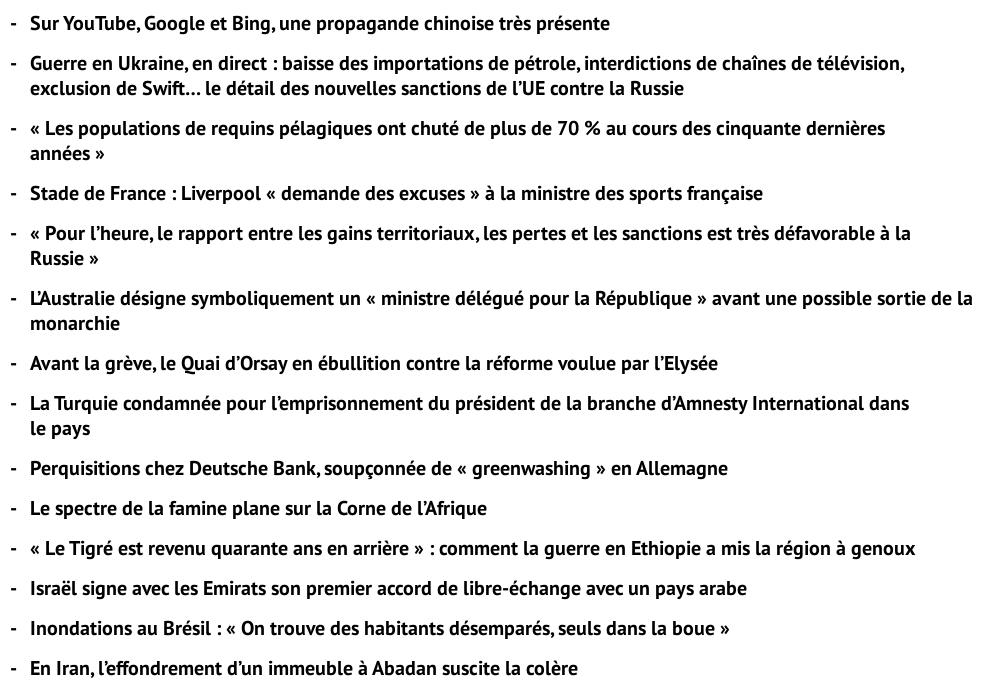 - Sur YouTube, Google et Bing, une propagande chinoise très présente
- Guerre en Ukraine, en direct : baisse des importations de pétrole, interdictions de chaînes de télévision,
exclusion de Swift… le détail des nouvelles sanctions de l’UE contre la Russie
- « Les populations de requins pélagiques ont chuté de plus de 70 % au cours des cinquante dernières
années »
- Stade de France : Liverpool « demande des excuses » à la ministre des sports française
- « Pour l’heure, le rapport entre les gains territoriaux, les pertes et les sanctions est très défavorable à la
Russie »
- L’Australie désigne symboliquement un « ministre délégué pour la République » avant une possible sortie de la
monarchie
- Avant la grève, le Quai d’Orsay en ébullition contre la réforme voulue par l’Elysée
- La Turquie condamnée pour l’emprisonnement du président de la branche d’Amnesty International dans
le pays
- Perquisitions chez Deutsche Bank, soupçonnée de « greenwashing » en Allemagne
- Le spectre de la famine plane sur la Corne de l’Afrique
- « Le Tigré est revenu quarante ans en arrière » : comment la guerre en Ethiopie a mis la région à genoux
- Israël signe avec les Emirats son premier accord de libre-échange avec un pays arabe
- Inondations au Brésil : « On trouve des habitants désemparés, seuls dans la boue »
- En Iran, l’effondrement d’un immeuble à Abadan suscite la colère